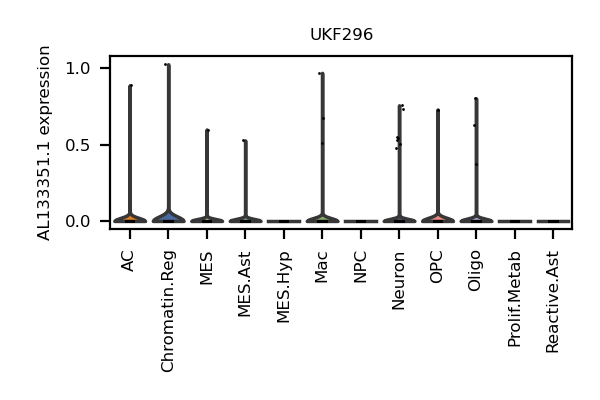 UKF296
AL133351.1 expression
1.0
0.5
0.0
AC
Chromatin.Reg
MES
MES.Ast
MES.Hyp
Mac
NPC
Neuron
OPC
Oligo
Prolif.Metab
Reactive.Ast